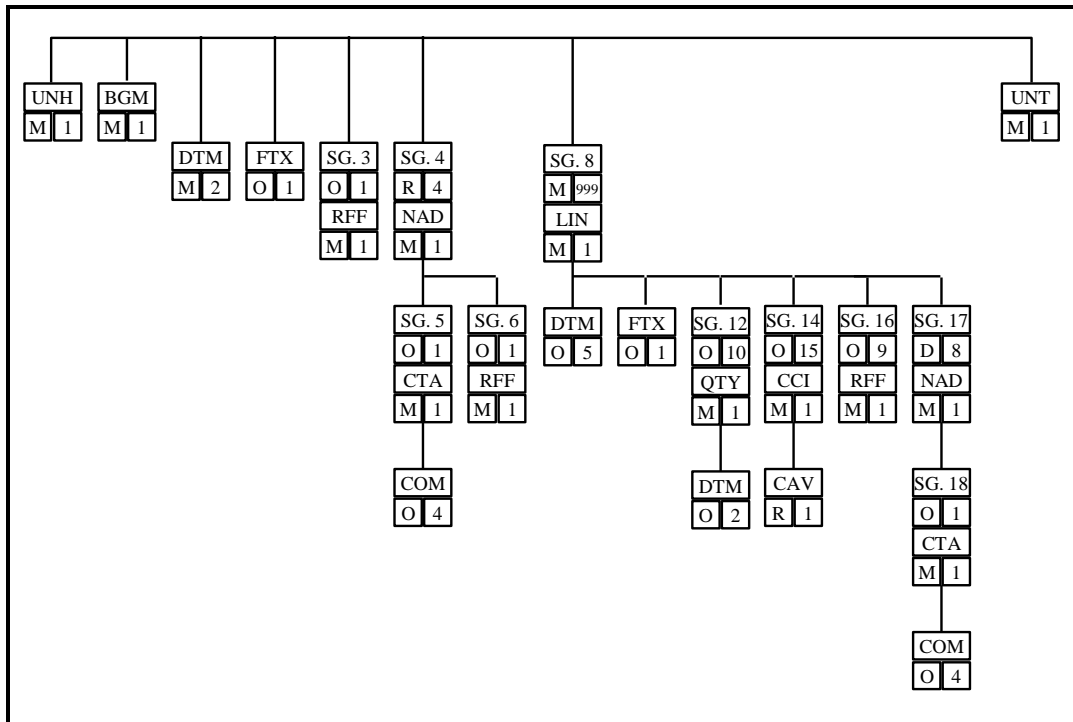 UNH BGM UNT
M 1 M 1 M 1
DTM FTX SG. 3 SG. 4 SG. 8
M 2 O 1 O 1 R 4 M 999
RFF NAD LIN
M 1 M 1 M 1
SG. 5 SG. 6 DTM FTX SG. 12 SG. 14 SG. 16 SG. 17
O 1 O 1 O 5 O 1 O 10 O 15 O 9 D 8
CTA RFF QTY CCI RFF NAD
M 1 M 1 M 1 M 1 M 1 M 1
COM DTM CAV SG. 18
O 4 O 2 R 1 O 1
CTA
M 1
COM
O 4